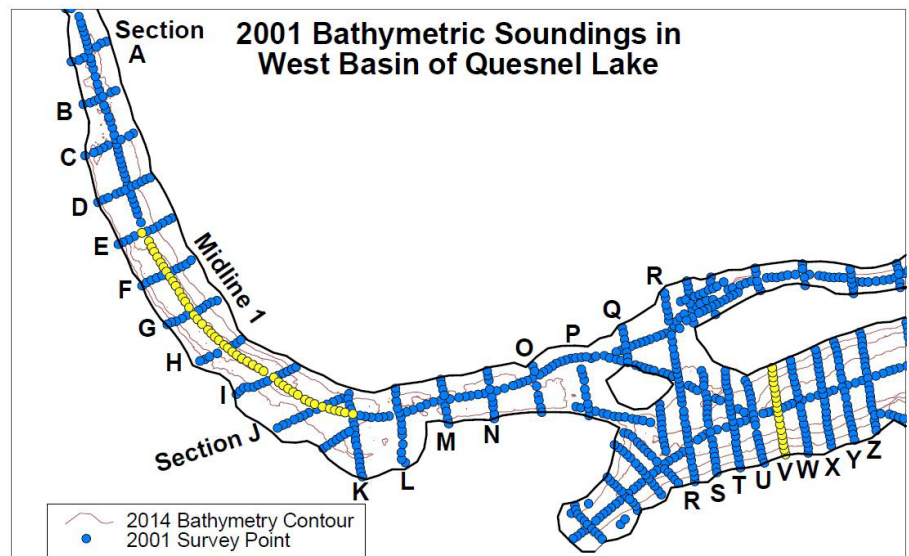 2001 Bathymetric Soundings in
West Basin of Quesnel Lake
Section
A
B
C
D
E
F
G
H
I
Midline 1
Section J
K
L
M
N
O
P
Q
R
R
S
T
U
V
W
X
Y
Z
2014 Bathymetry Contour
2001 Survey Point